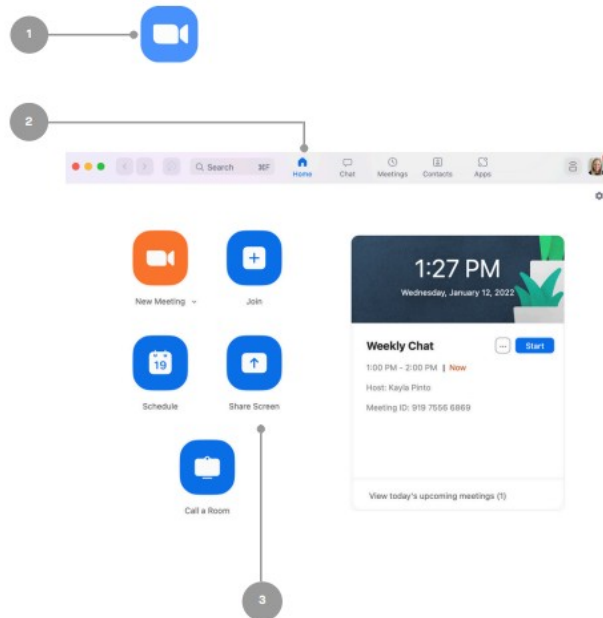 1
2
Search ⌘F
Home
Chat
Meetings
Contacts
Apps
New Meeting
Join
1:27 PM
Wednesday, January 12, 2022
Weekly Chat
... Start
1:00 PM - 2:00 PM | Now
Host: Kayla Pinto
Meeting ID: 919 7556 6869
19
Schedule
Share Screen
Call a Room
View today's upcoming meetings (1)
3